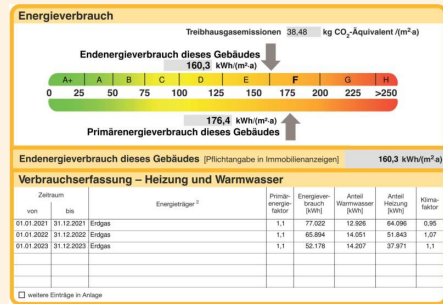 Energieverbrauch
Treibhausgasemissionen 38,48 kg CO2-Äquivalent /(m²·a)
Endenergieverbrauch dieses Gebäudes
160,3 kWh/(m²·a)
A+ A B C D E F G H
0 25 50 75 100 125 150 175 200 225 >250
176,4 kWh/(m²·a)
Primärenergieverbrauch dieses Gebäudes
Endenergieverbrauch dieses Gebäudes [Pflichtangabe in Immobilienanzeigen] 160,3 kWh/(m²·a)
Verbrauchserfassung – Heizung und Warmwasser
Zeitraum
von bis
Energieträger 2
Primär-
energie-
faktor
Energiever-
brauch
[kWh]
Anteil
Warmwasser
[kWh]
Anteil
Heizung
[kWh]
Klima-
faktor
01.01.2021 31.12.2021 Erdgas 1,1 77.022 12.926 64.096 0,95
01.01.2022 31.12.2022 Erdgas 1,1 65.894 14.051 51.843 1,07
01.01.2023 31.12.2023 Erdgas 1,1 52.178 14.207 37.971 1,1
weitere Einträge in Anlage